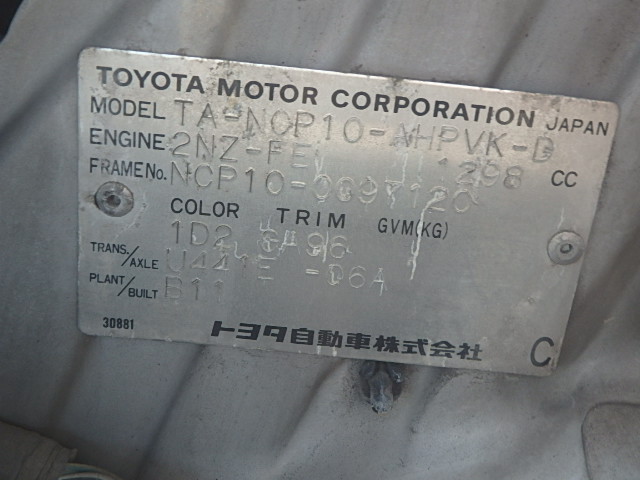 TOYOTA MOTOR CORPORATION JAPAN
MODEL TA-NCP10-AHPVK-D
ENGINE 2NZ-FE 1298 CC
FRAME No. NCP10-
COLOR TRIM GVM(KG)
1D2
TRANS./AXLE U441E
PLANT/BUILT B11
30881 トヨタ自動車株式会社 C